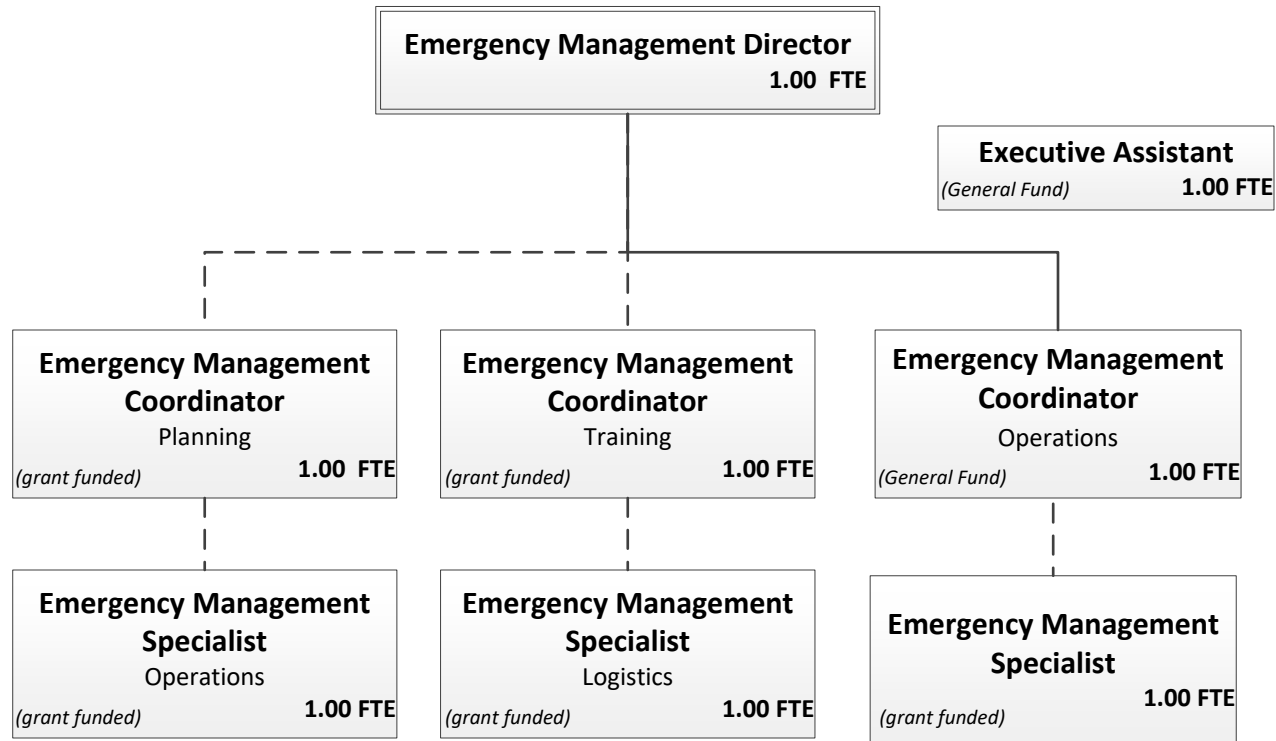 Emergency Management Director
1.00 FTE
Executive Assistant
(General Fund) 1.00 FTE
Emergency Management
Coordinator
Planning
(grant funded) 1.00 FTE
Emergency Management
Coordinator
Training
(grant funded) 1.00 FTE
Emergency Management
Coordinator
Operations
(General Fund) 1.00 FTE
Emergency Management
Specialist
Operations
(grant funded) 1.00 FTE
Emergency Management
Specialist
Logistics
(grant funded) 1.00 FTE
Emergency Management
Specialist
1.00 FTE
(grant funded)